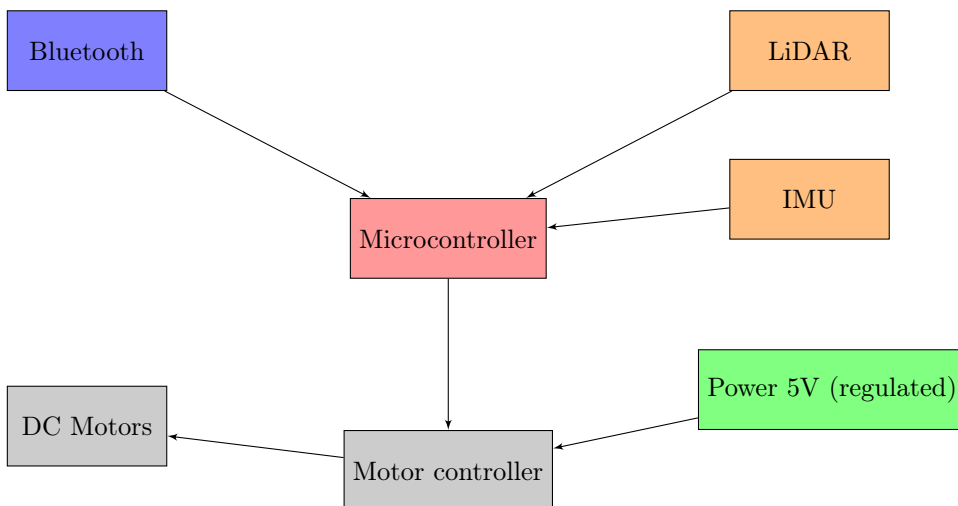 Bluetooth
LiDAR
IMU
Microcontroller
Power 5V (regulated)
DC Motors
Motor controller